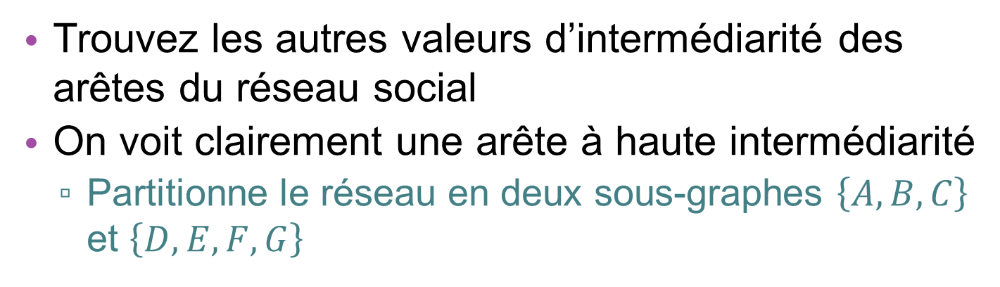 • Trouvez les autres valeurs d’intermédiarité des
arêtes du réseau social
• On voit clairement une arête à haute intermédiarité
▫ Partitionne le réseau en deux sous-graphes {A, B, C}
et {D, E, F, G}